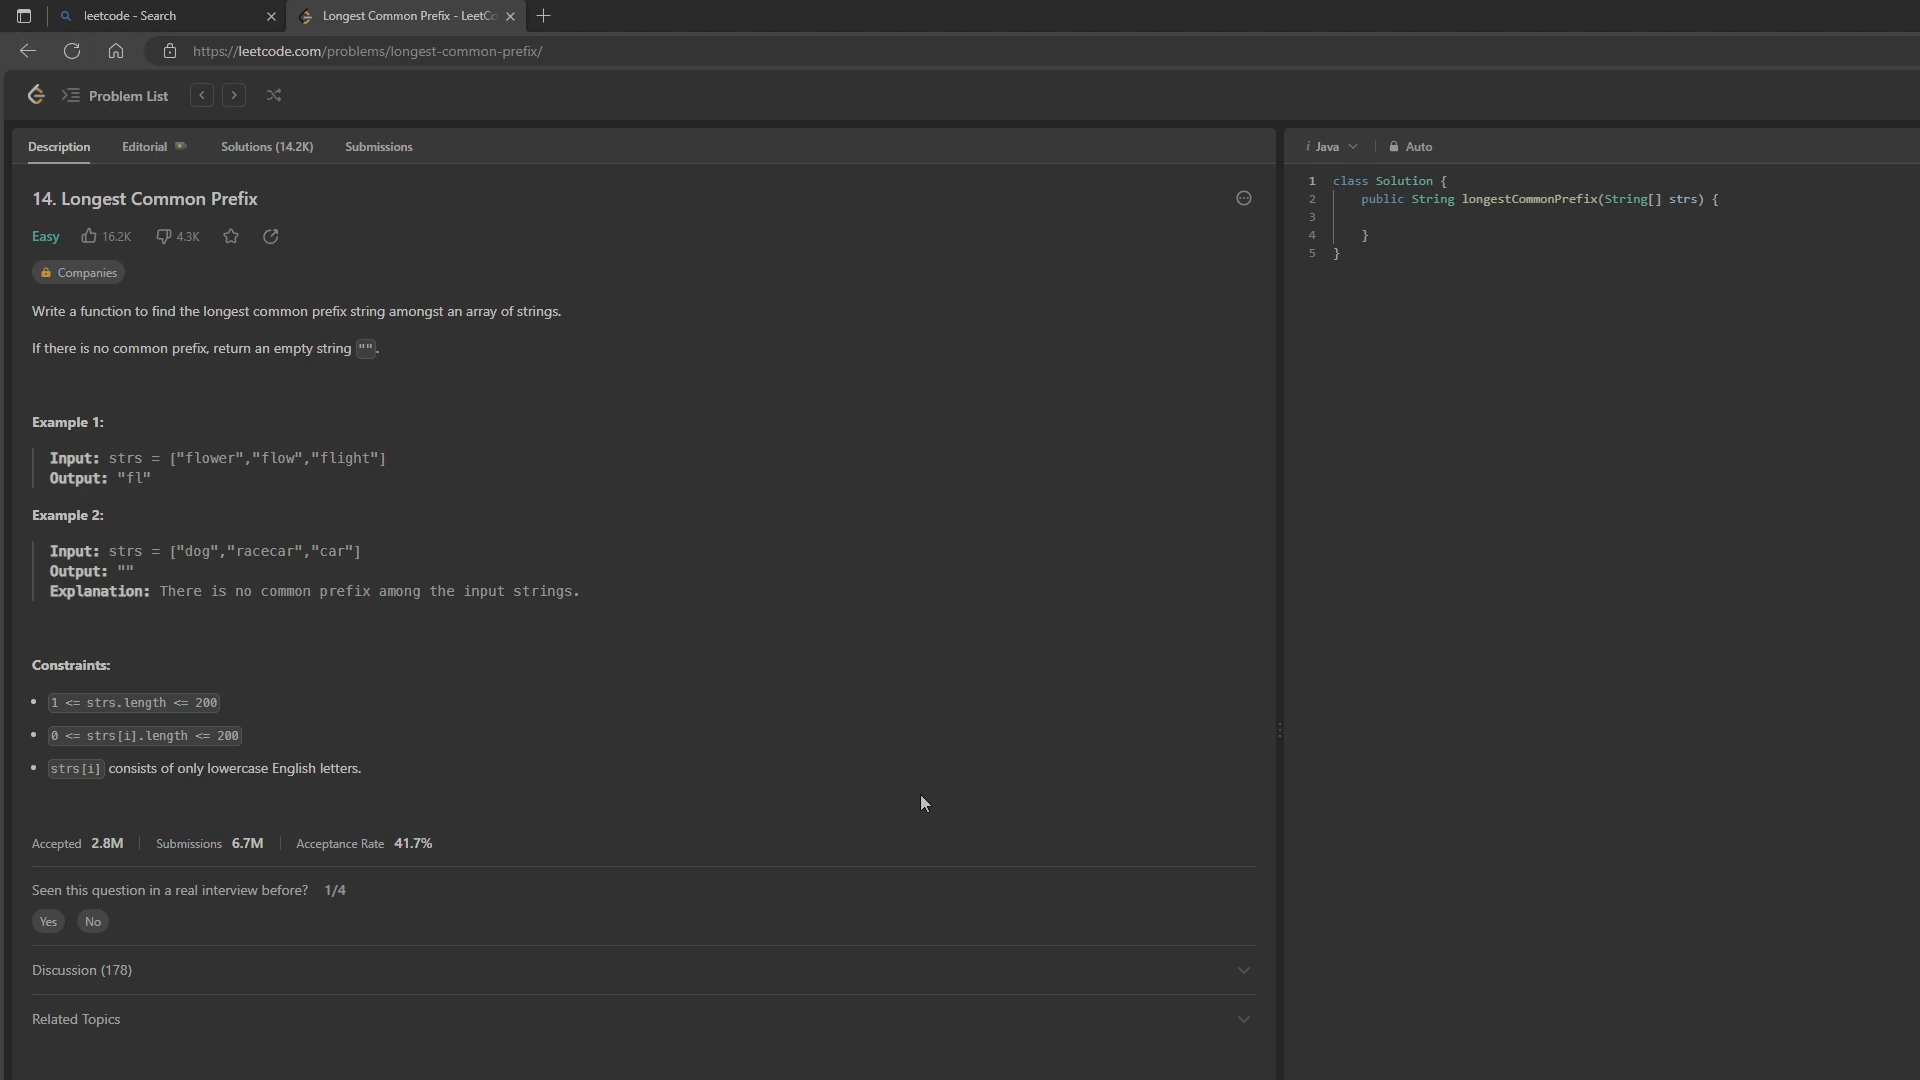 leetcode - Search
Longest Common Prefix - LeetCo
https://leetcode.com/problems/longest-common-prefix/
Problem List
Description Editorial Solutions (14.2K) Submissions
14. Longest Common Prefix
Easy 16.2K 4.3K
Companies
Write a function to find the longest common prefix string amongst an array of strings.
If there is no common prefix, return an empty string "".
Example 1:
Input: strs = ["flower","flow","flight"]
Output: "fl"
Example 2:
Input: strs = ["dog","racecar","car"]
Output: ""
Explanation: There is no common prefix among the input strings.
Constraints:
• 1 <= strs.length <= 200
• 0 <= strs[i].length <= 200
• strs[i] consists of only lowercase English letters.
Accepted 2.8M Submissions 6.7M Acceptance Rate 41.7%
Seen this question in a real interview before? 1/4
Yes No
Discussion (178)
Related Topics
i Java Auto
1 class Solution {
2 public String longestCommonPrefix(String[] strs) {
3
4 }
5 }